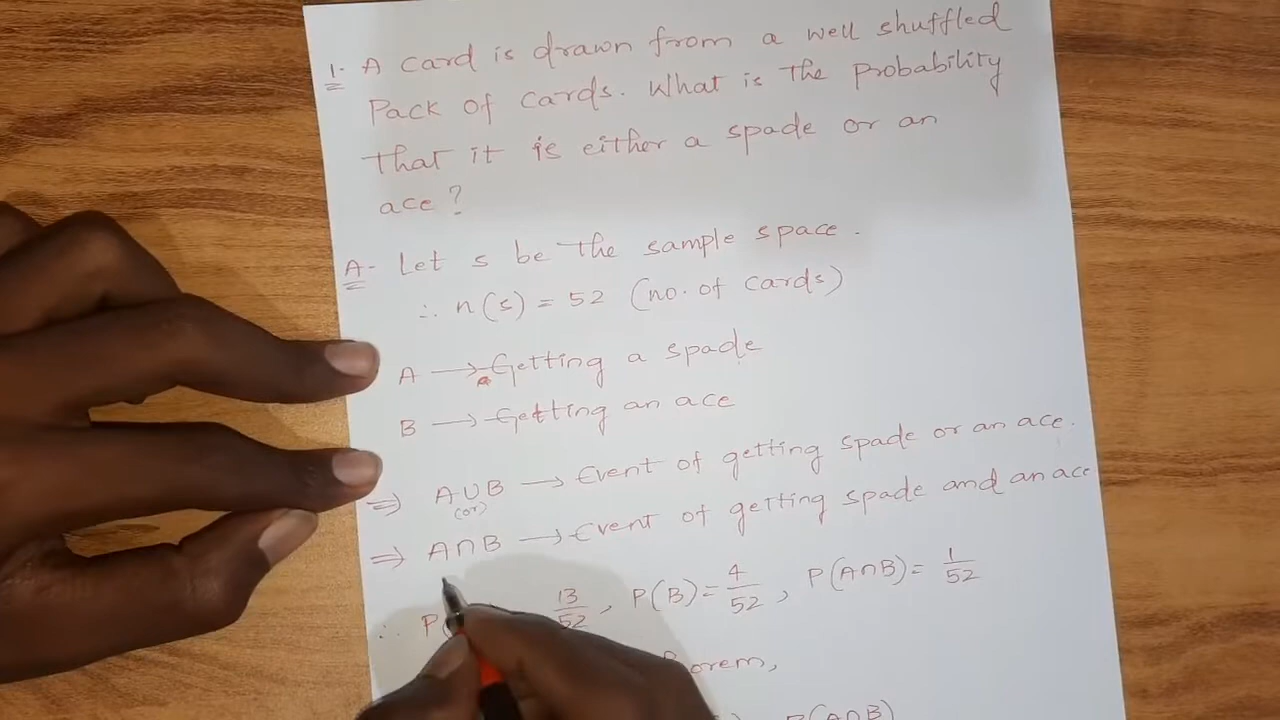 1. A card is drawn from a well shuffled
Pack of cards. What is the probability
that it is either a spade or an
ace?
A- Let s be the sample space.
∴ n(s) = 52 (no. of cards)
A → Getting a spade
B → Getting an ace
⇒ A∪B → Event of getting spade or an ace.
(or)
⇒ A∩B → Event of getting spade and an ace
∴ P( 13/52, P(B) = 4/52, P(A∩B) = 1/52
P(A∩B)